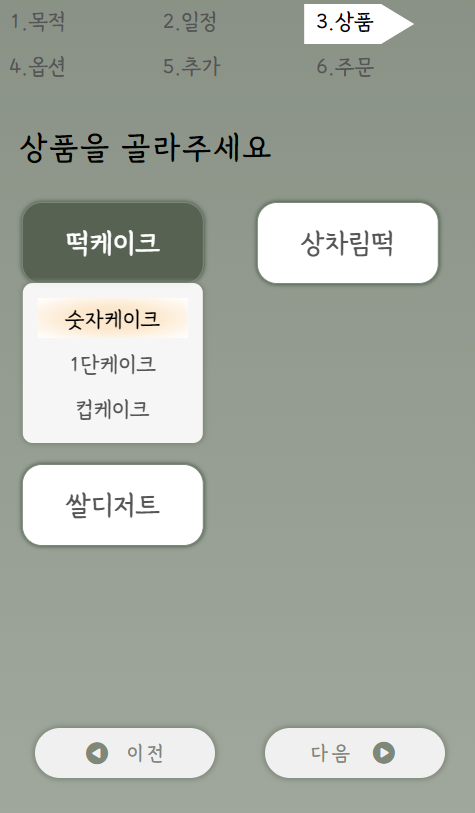 1.목적 2.일정 3.상품
4.옵션 5.추가 6.주문
상품을 골라주세요
떡케이크 상차림떡
숫자케이크
1단케이크
컵케이크
쌀디저트
이전 다음